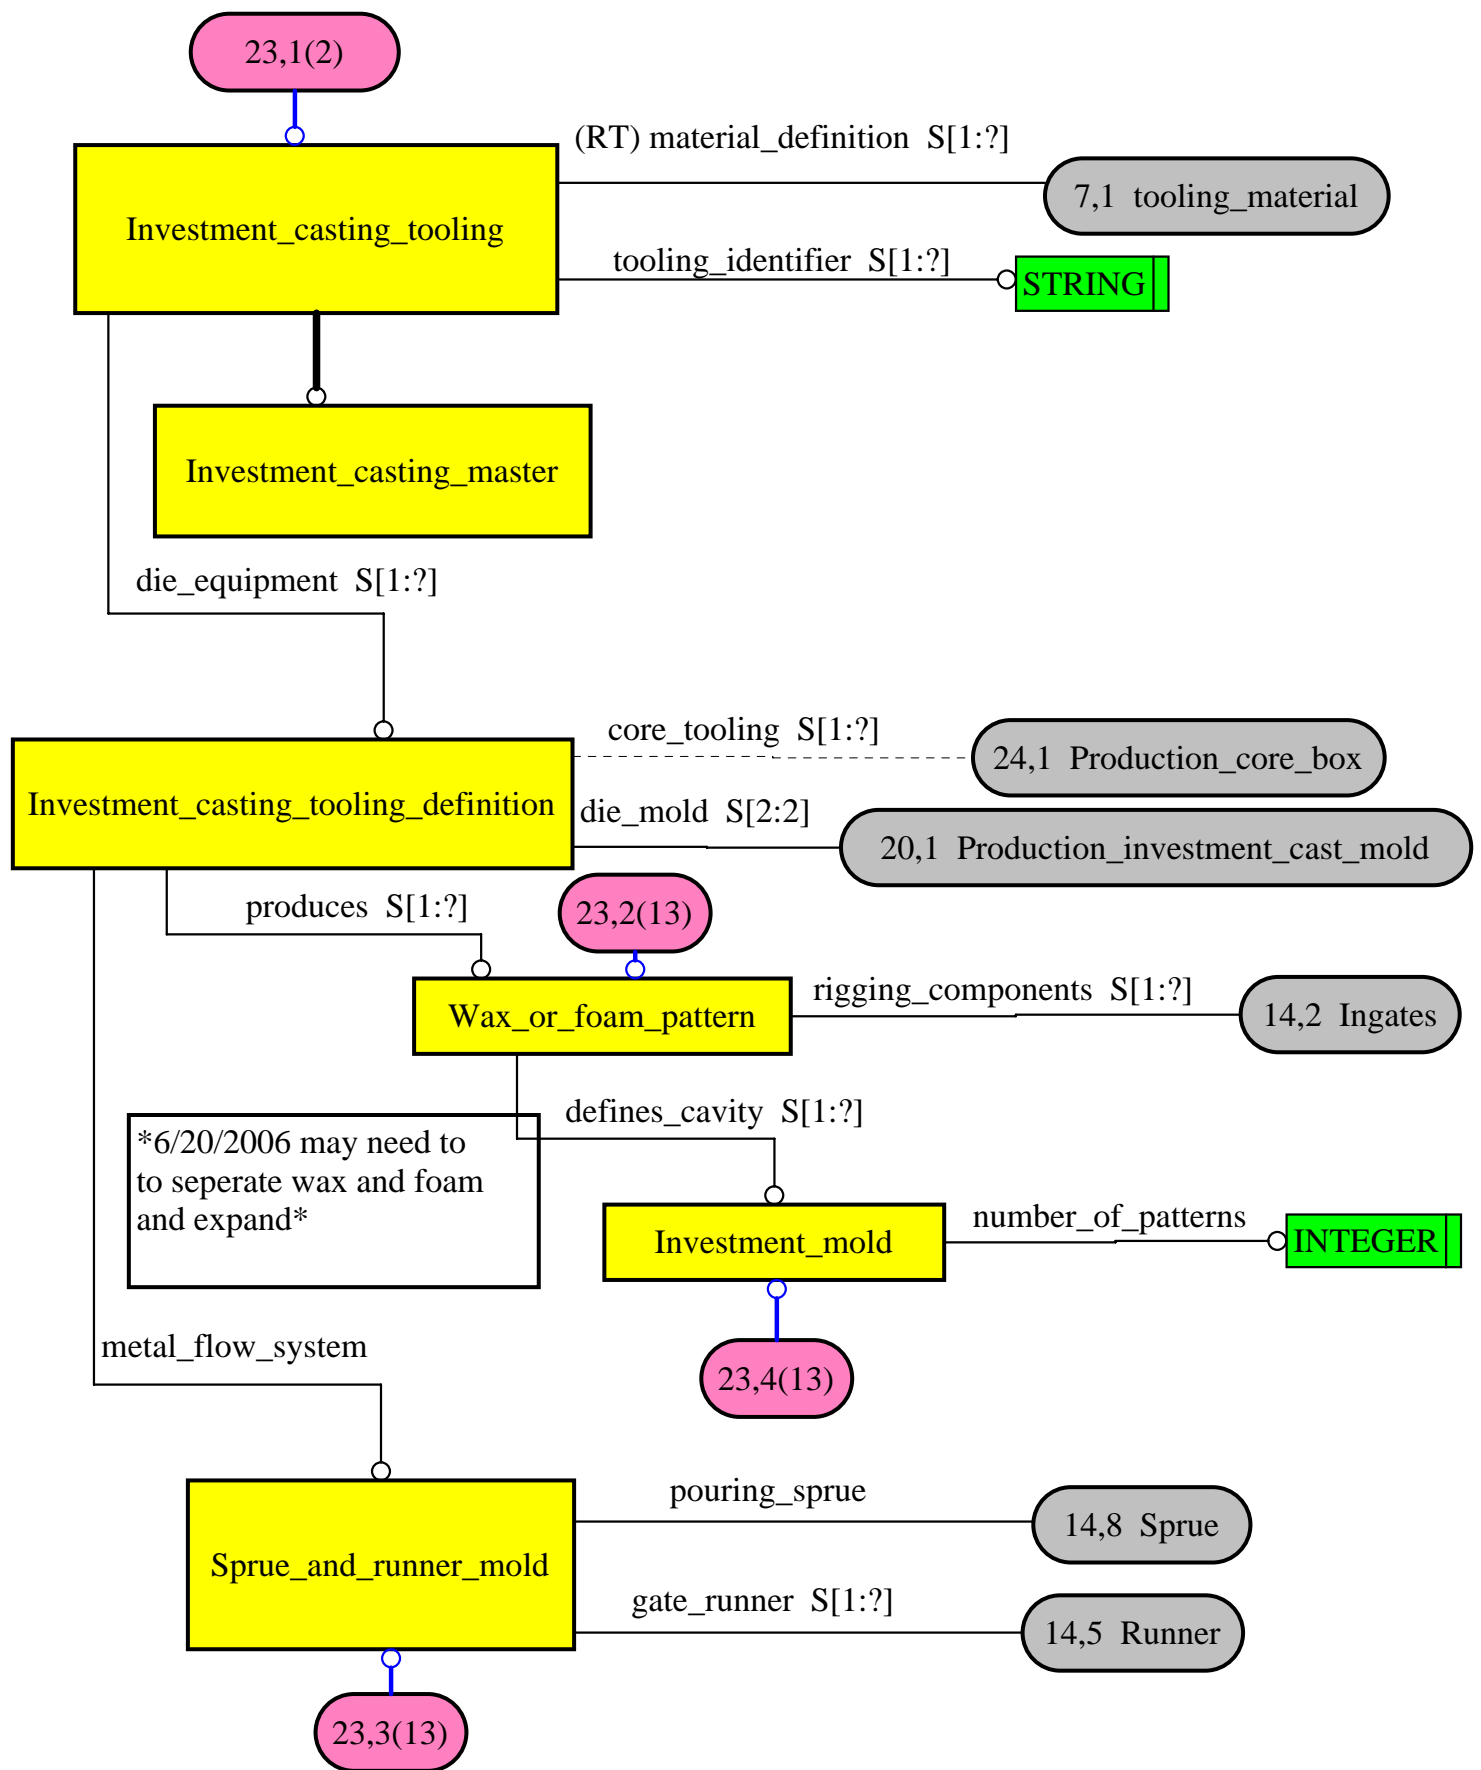 23,1(2)
(RT) material_definition S[1:?]
7,1 tooling_material
Investment_casting_tooling
tooling_identifier S[1:?]
STRING
Investment_casting_master
die_equipment S[1:?]
core_tooling S[1:?]
24,1 Production_core_box
Investment_casting_tooling_definition
die_mold S[2:2]
20,1 Production_investment_cast_mold
produces S[1:?]
23,2(13)
rigging_components S[1:?]
Wax_or_foam_pattern
14,2 Ingates
defines_cavity S[1:?]
*6/20/2006 may need to
to seperate wax and foam
and expand*
number_of_patterns
Investment_mold
INTEGER
metal_flow_system
23,4(13)
pouring_sprue
14,8 Sprue
Sprue_and_runner_mold
gate_runner S[1:?]
14,5 Runner
23,3(13)